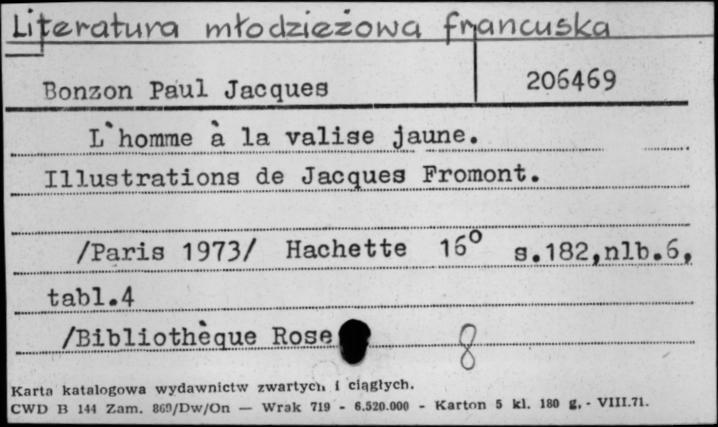 Literatura młodzieżowa francuska
Bonzon Paul Jacques 206469
L`homme à la valise jaune.
Illustrations de Jacques Fromont.
/Paris 1973/ Hachette 16° s.182,nlb.6,
tabl.4
/Bibliothèque Rose
8
Karta katalogowa wydawnictw zwartych i ciągłych.
CWD B 144 Zam. 869/Dw/On — Wrak 719 - 6.520.000 - Karton 5 kl. 180 g. - VIII.71.